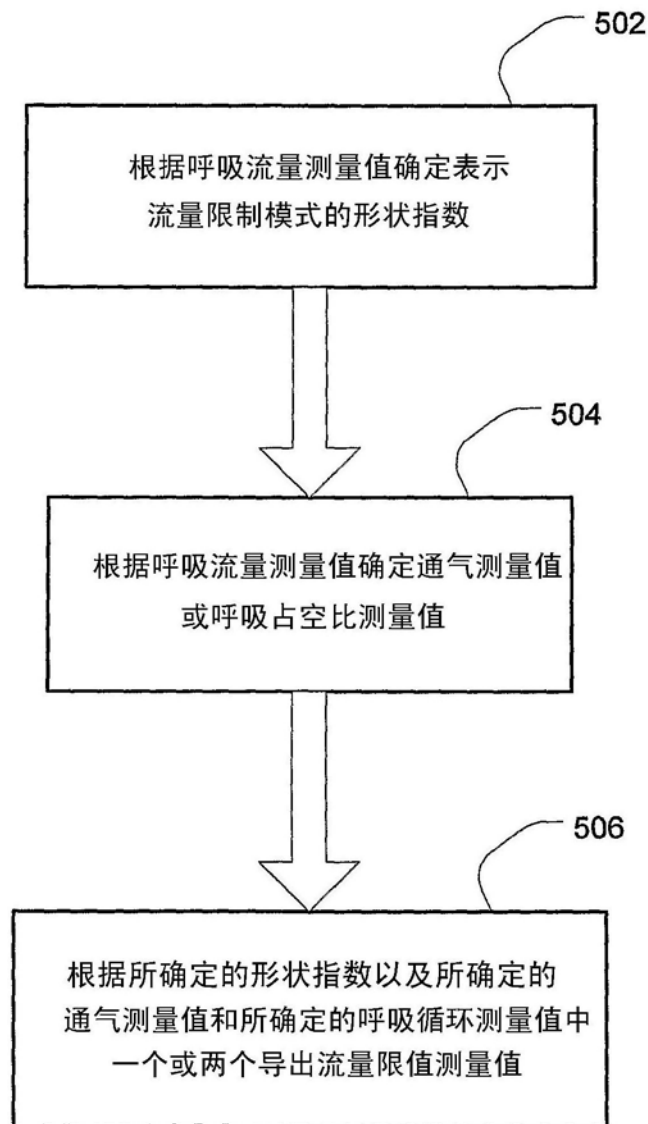 502
根据呼吸流量测量值确定表示
流量限制模式的形状指数
504
根据呼吸流量测量值确定通气测量值
或呼吸占空比测量值
506
根据所确定的形状指数以及所确定的
通气测量值和所确定的呼吸循环测量值中
一个或两个导出流量限值测量值